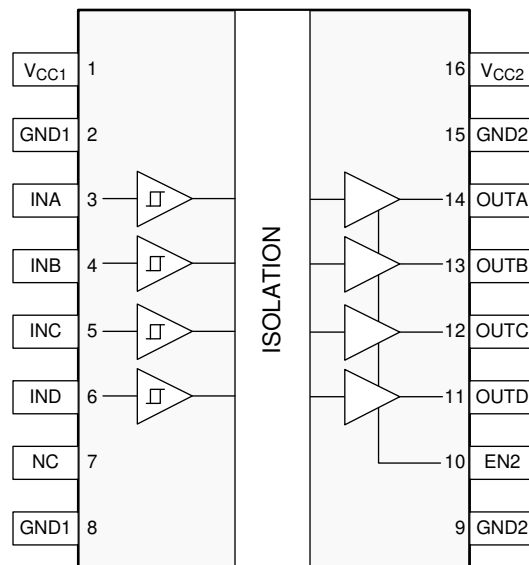 VCC1 1 16 VCC2
GND1 2 15 GND2
INA 3 14 OUTA
INB 4 13 OUTB
INC 5 12 OUTC
IND 6 11 OUTD
NC 7 10 EN2
GND1 8 9 GND2
ISOLATION